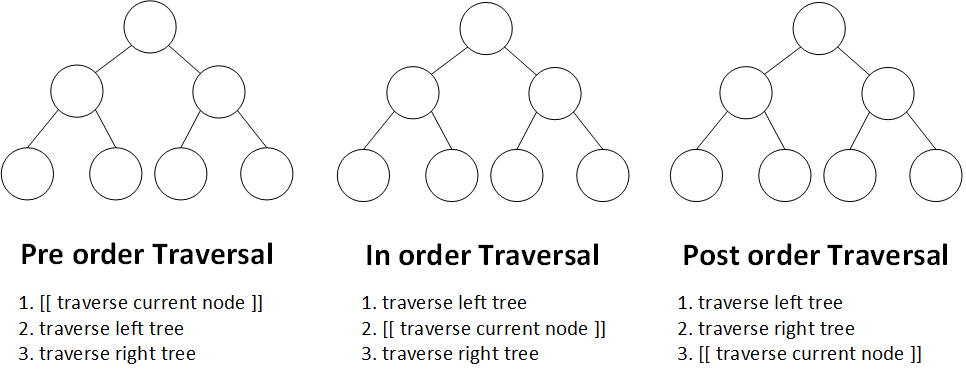 Pre order Traversal
1. [[ traverse current node ]]
2. traverse left tree
3. traverse right tree
In order Traversal
1. traverse left tree
2. [[ traverse current node ]]
3. traverse right tree
Post order Traversal
1. traverse left tree
2. traverse right tree
3. [[ traverse current node ]]